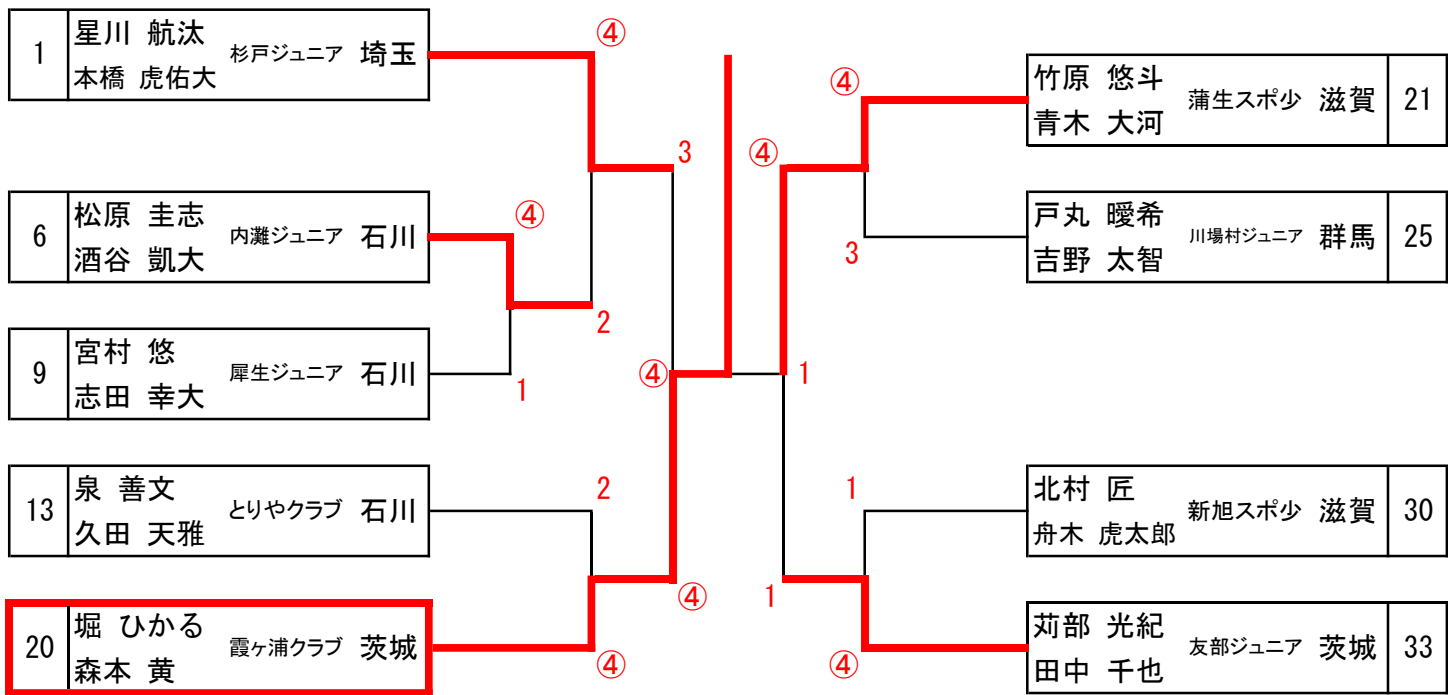 1 星川 航汰 杉戸ジュニア 埼玉
本橋 虎佑大
④
6 松原 圭志 内灘ジュニア 石川
酒谷 凱大
④
3
2
9 宮村 悠 犀生ジュニア 石川
志田 幸大
1
④
13 泉 善文 とりやクラブ 石川
久田 天雅
2
④
20 堀 ひかる 霞ヶ浦クラブ 茨城
森本 黄
④
竹原 悠斗 蒲生スポ少 滋賀 21
青木 大河
④
④
戸丸 曖希 川場村ジュニア 群馬 25
吉野 太智
3
1
北村 匠 新旭スポ少 滋賀 30
舟木 虎太郎
1
1
苅部 光紀 友部ジュニア 茨城 33
田中 千也
④